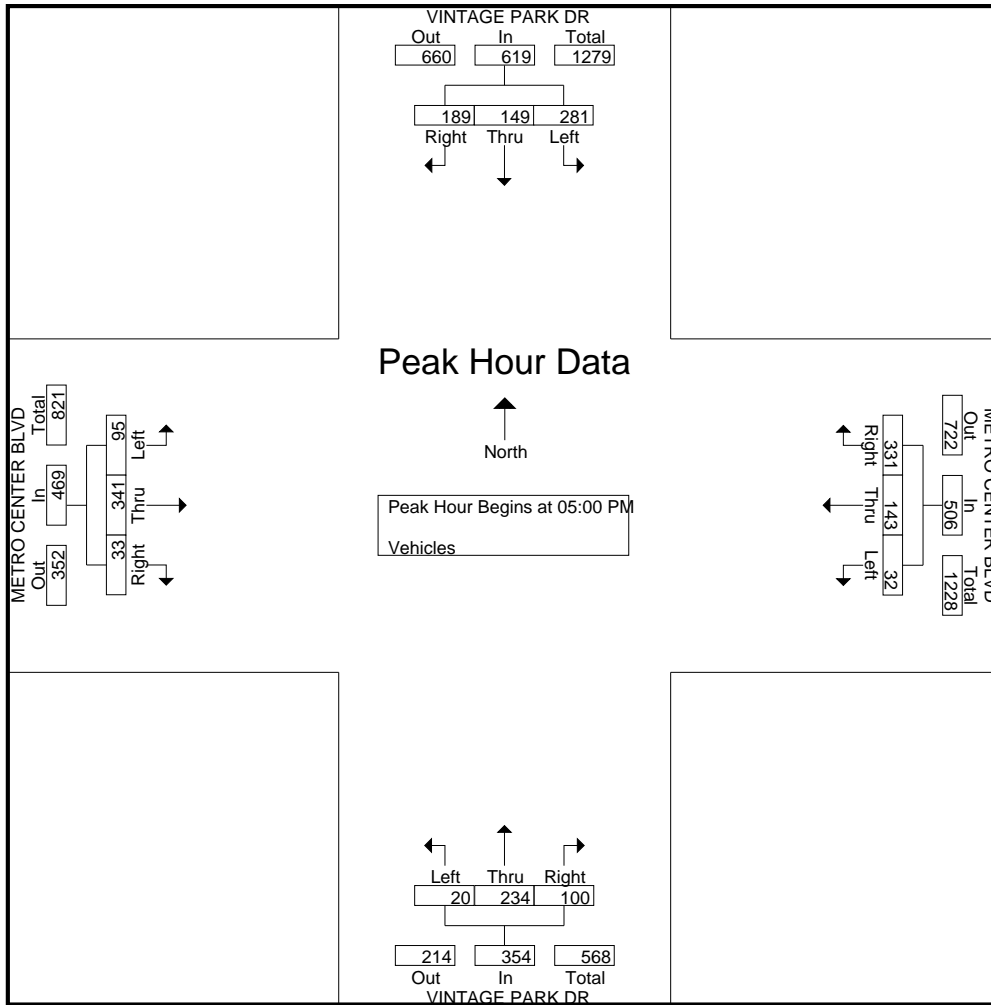 VINTAGE PARK DR
Out In Total
660 619 1279
189 149 281
Right Thru Left
Peak Hour Data
North
Peak Hour Begins at 05:00 PM
Vehicles
METRO CENTER BLVD
Out In Total
352 469 821
33 341 95
Right Thru Left
METRO CENTER BLVD
Out In Total
722 506 1228
331 143 32
Right Thru Left
Left Thru Right
20 234 100
214 354 568
Out In Total
VINTAGE PARK DR